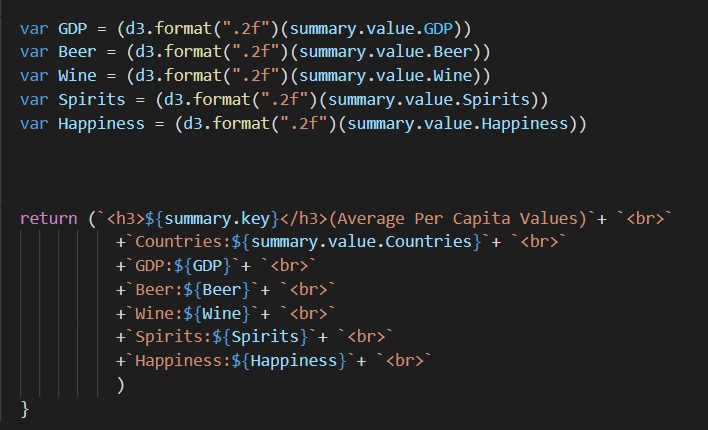 var GDP = (d3.format(".2f")(summary.value.GDP))
var Beer = (d3.format(".2f")(summary.value.Beer))
var Wine = (d3.format(".2f")(summary.value.Wine))
var Spirits = (d3.format(".2f")(summary.value.Spirits))
var Happiness = (d3.format(".2f")(summary.value.Happiness))
return (`<h3>${summary.key}</h3>(Average Per Capita Values)`+ `<br>`
+`Countries:${summary.value.Countries}`+ `<br>`
+`GDP:${GDP}`+ `<br>`
+`Beer:${Beer}`+ `<br>`
+`Wine:${Wine}`+ `<br>`
+`Spirits:${Spirits}`+ `<br>`
+`Happiness:${Happiness}`+ `<br>`
)
}